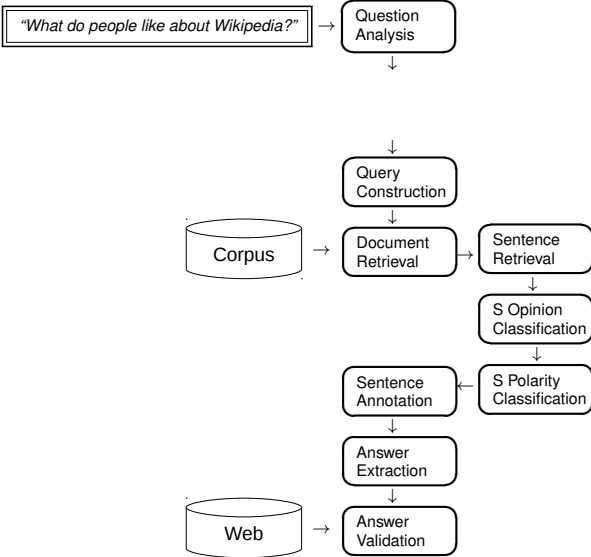 “What do people like about Wikipedia?”
Question
Analysis
Query
Construction
Corpus
Document
Retrieval
Sentence
Retrieval
S Opinion
Classification
S Polarity
Classification
Sentence
Annotation
Answer
Extraction
Web
Answer
Validation